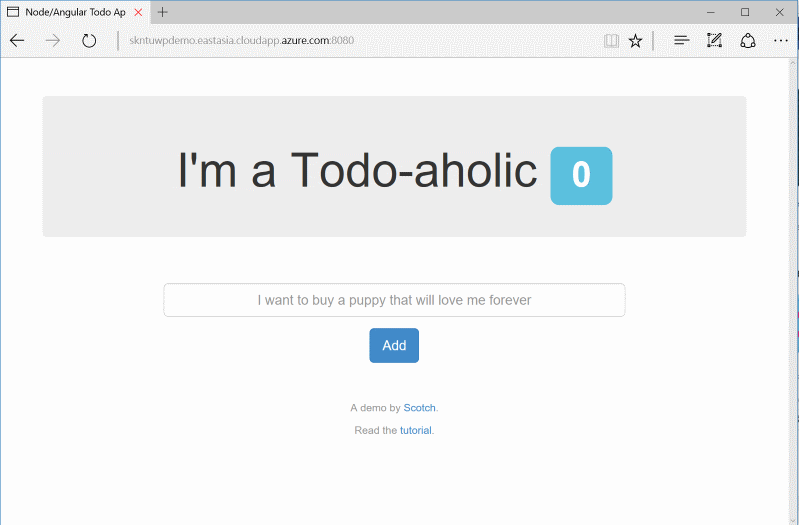 Node/Angular Todo Ap
skntuwpdemo.eastasia.cloudapp.azure.com:8080
I'm a Todo-aholic 0
I want to buy a puppy that will love me forever
Add
A demo by Scotch.
Read the tutorial.